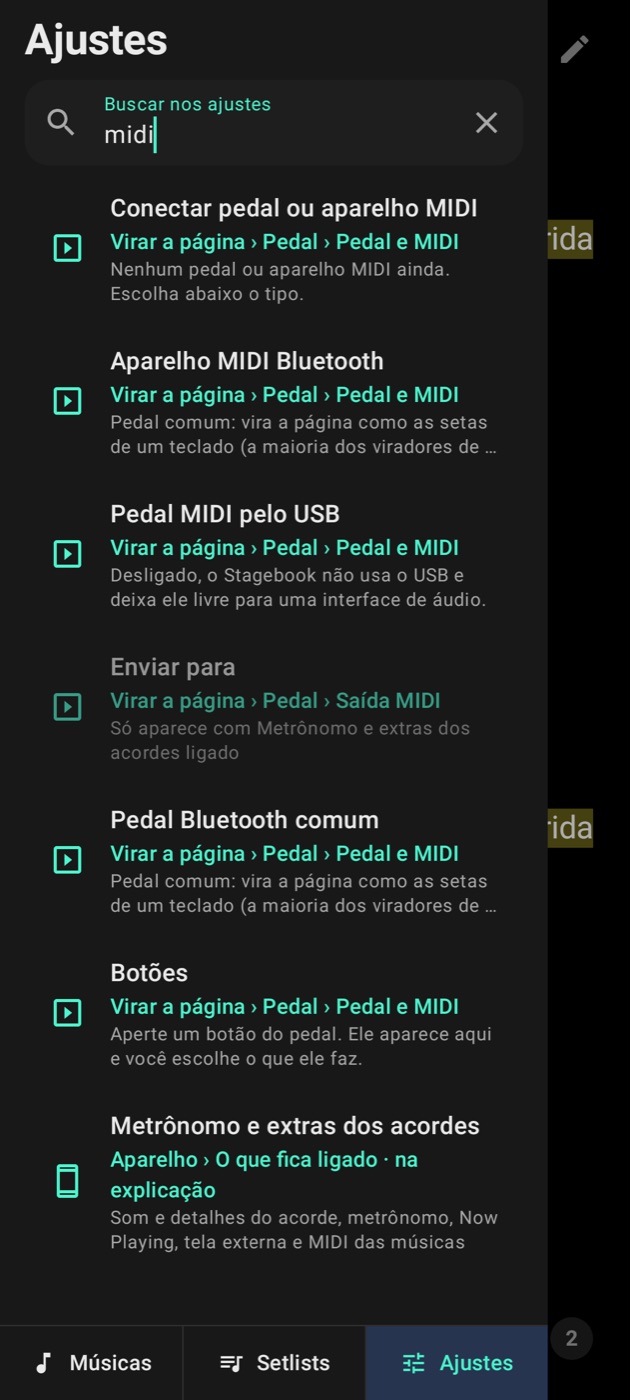 Ajustes
Buscar nos ajustes
midi
Conectar pedal ou aparelho MIDI
Virar a página › Pedal › Pedal e MIDI
Nenhum pedal ou aparelho MIDI ainda.
Escolha abaixo o tipo.
rida
Aparelho MIDI Bluetooth
Virar a página › Pedal › Pedal e MIDI
Pedal comum: vira a página como as setas
de um teclado (a maioria dos viradores de …
Pedal MIDI pelo USB
Virar a página › Pedal › Pedal e MIDI
Desligado, o Stagebook não usa o USB e
deixa ele livre para uma interface de áudio.
Enviar para
Virar a página › Pedal › Saída MIDI
Só aparece com Metrônomo e extras dos
acordes ligado
Pedal Bluetooth comum
rida
Virar a página › Pedal › Pedal e MIDI
Pedal comum: vira a página como as setas
de um teclado (a maioria dos viradores de …
Botões
Virar a página › Pedal › Pedal e MIDI
Aperte um botão do pedal. Ele aparece aqui
e você escolhe o que ele faz.
Metrônomo e extras dos acordes
Aparelho › O que fica ligado · na
explicação
Som e detalhes do acorde, metrônomo, Now
Playing, tela externa e MIDI das músicas
2
Músicas
Setlists
Ajustes